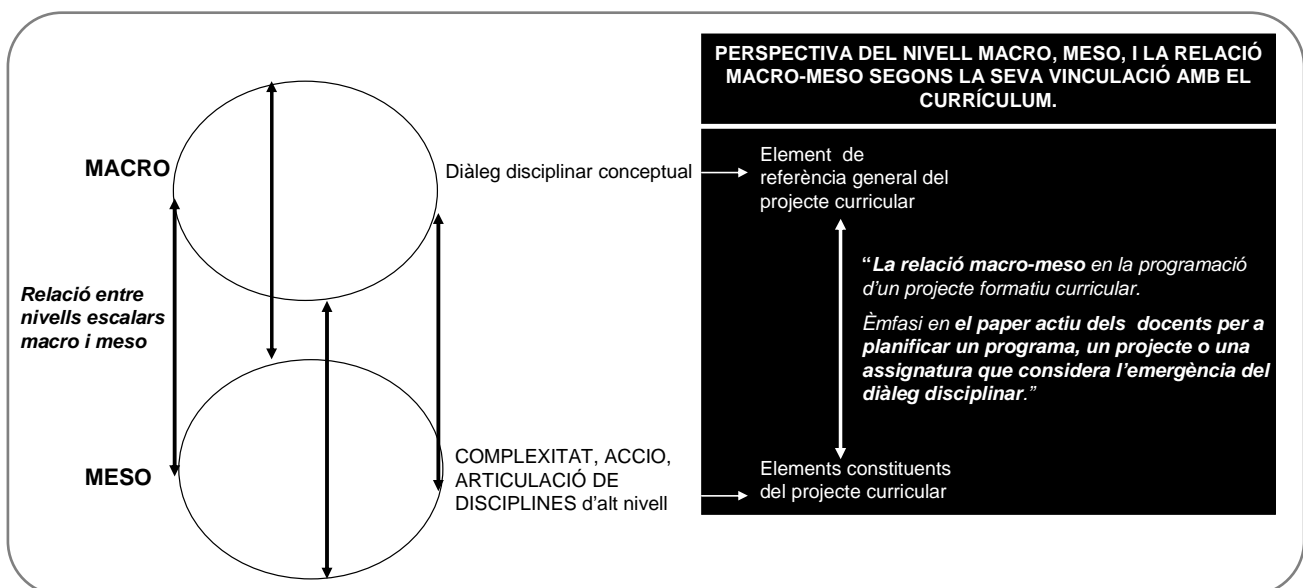 PERSPECTIVA DEL NIVELL MACRO, MESO, I LA RELACIÓ
MACRO-MESO SEGONS LA SEVA VINCULACIÓ AMB EL
CURRÍCULUM.
MACRO
Diàleg disciplinar conceptual
Element de
referència general del
projecte curricular
Relació entre
nivells escalars
macro i meso
“La relació macro-meso en la programació
d’un projecte formatiu curricular.
Èmfasi en el paper actiu dels docents per a
planificar un programa, un projecte o una
assignatura que considera l’emergència del
diàleg disciplinar.”
MESO
COMPLEXITAT, ACCIO,
ARTICULACIÓ DE
DISCIPLINES d’alt nivell
Elements constituents
del projecte curricular